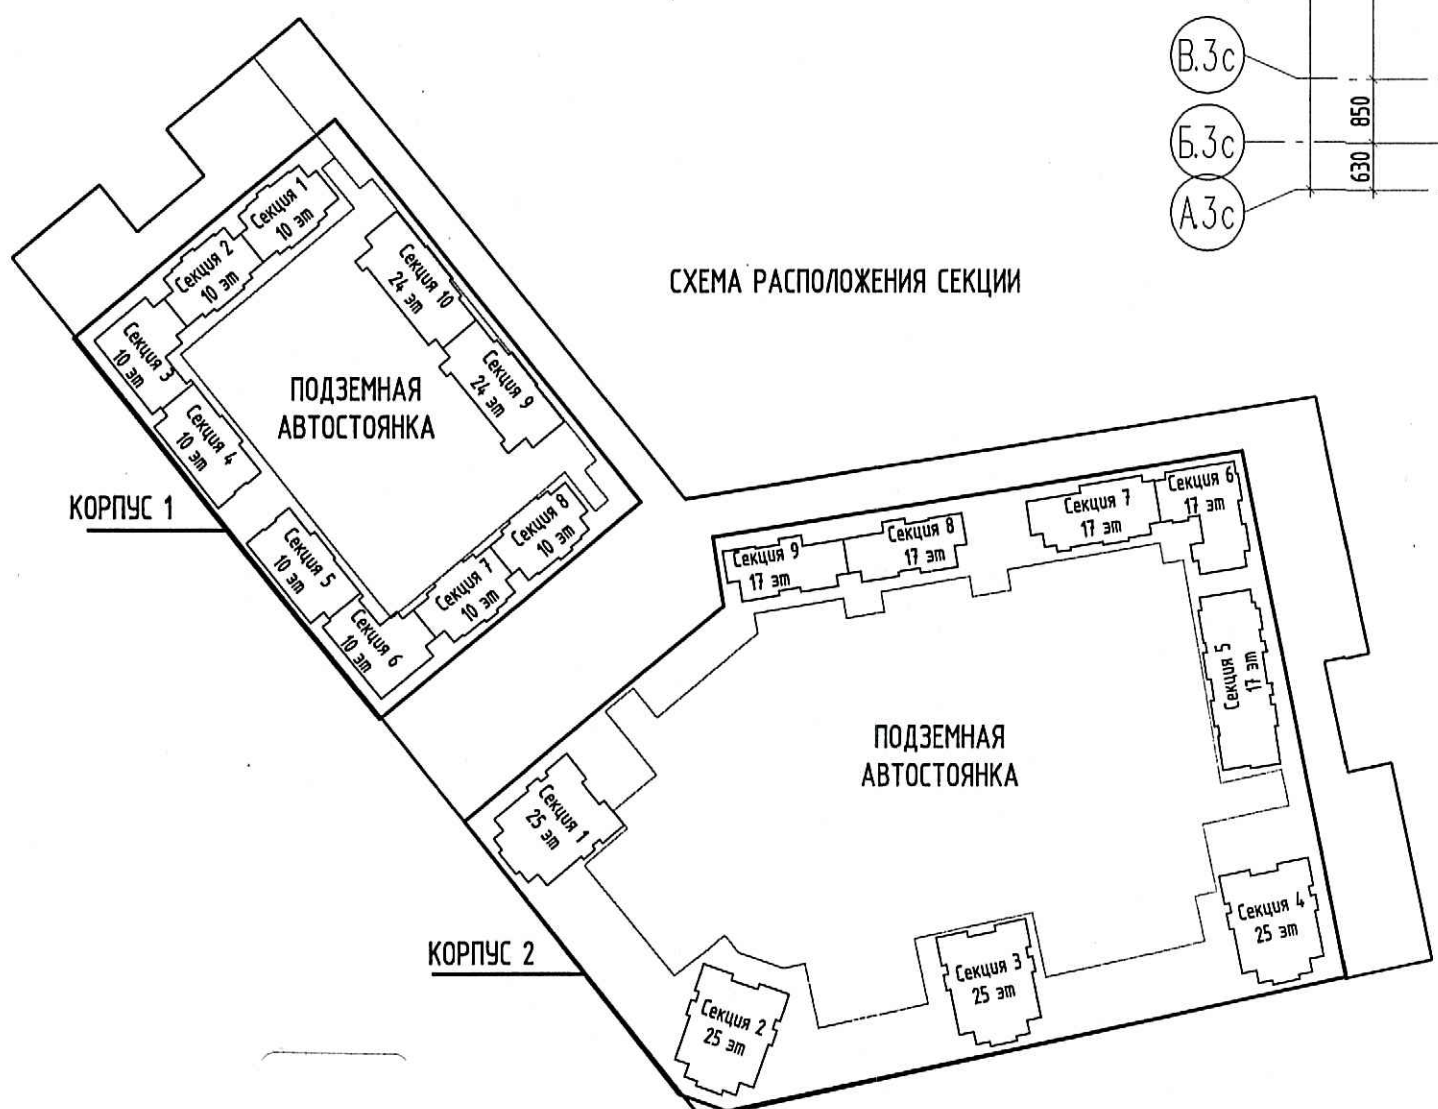 В.3с
850
Б.3с
630
А.3с
СХЕМА РАСПОЛОЖЕНИЯ СЕКЦИИ
Секция 1
10 эт
Секция 2
10 эт
Секция 3
10 эт
Секция 4
10 эт
Секция 5
10 эт
Секция 6
10 эт
Секция 7
10 эт
Секция 8
10 эт
Секция 9
24 эт
Секция 10
24 эт
ПОДЗЕМНАЯ
АВТОСТОЯНКА
КОРПУС 1
Секция 9
17 эт
Секция 8
17 эт
Секция 7
17 эт
Секция 6
17 эт
Секция 5
17 эт
ПОДЗЕМНАЯ
АВТОСТОЯНКА
Секция 1
25 эт
Секция 2
25 эт
Секция 3
25 эт
Секция 4
25 эт
КОРПУС 2